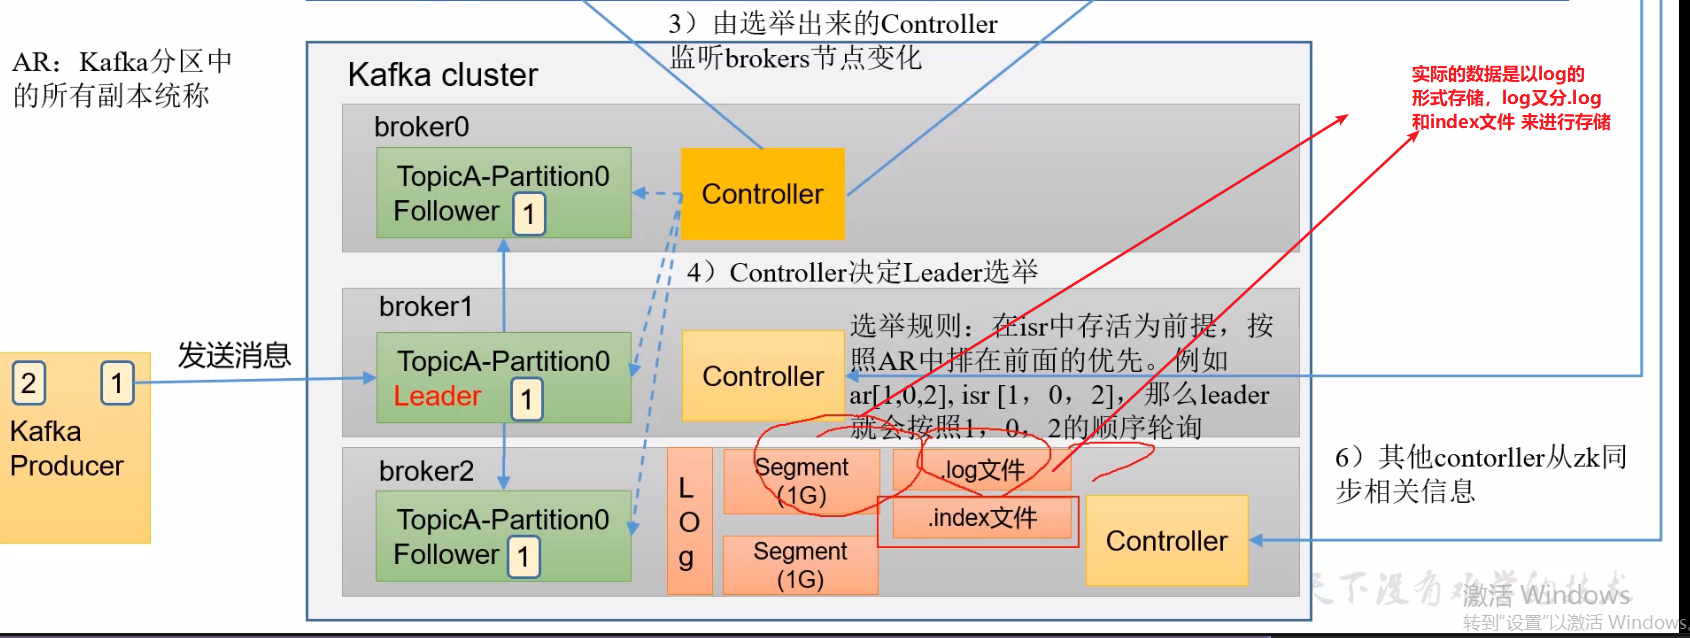 3）由选举出来的Controller
监听brokers节点变化
AR：Kafka分区中
的所有副本统称
实际的数据是以log的
形式存储，log又分.log
和index文件 来进行存储
Kafka cluster
broker0
TopicA-Partition0
Follower 1
Controller
4）Controller决定Leader选举
broker1
TopicA-Partition0
Leader 1
Controller
选举规则：在isr中存活为前提，按
照AR中排在前面的优先。例如
ar[1,0,2], isr [1，0，2]，那么leader
就会按照1，0，2的顺序轮询
发送消息
2 1
Kafka
Producer
broker2
TopicA-Partition0
Follower 1
L
O
g
Segment
(1G)
.log文件
.index文件
Segment
(1G)
Controller
6）其他contorller从zk同
步相关信息
天下没有难学的技术
激活 Windows
转到"设置"以激活 Windows